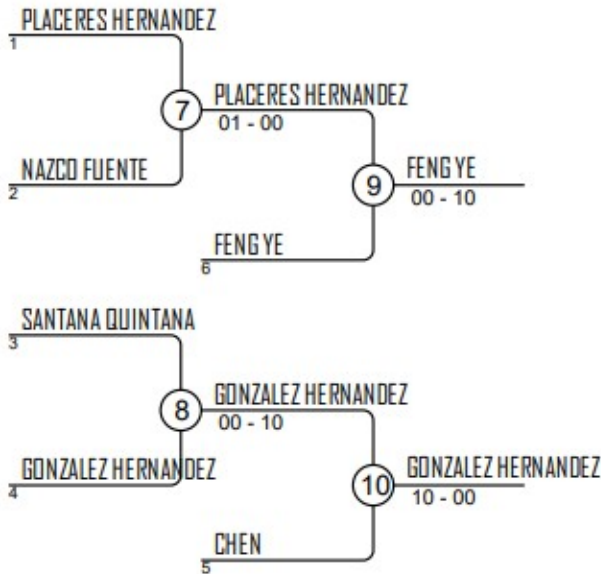 PLACERES HERNANDEZ
1
7
PLACERES HERNANDEZ
01 - 00
NAZCO FUENTE
2
9
FENG YE
00 - 10
FENG YE
6
SANTANA QUINTANA
3
8
GONZALEZ HERNANDEZ
00 - 10
GONZALEZ HERNANDEZ
4
10
GONZALEZ HERNANDEZ
10 - 00
CHEN
5